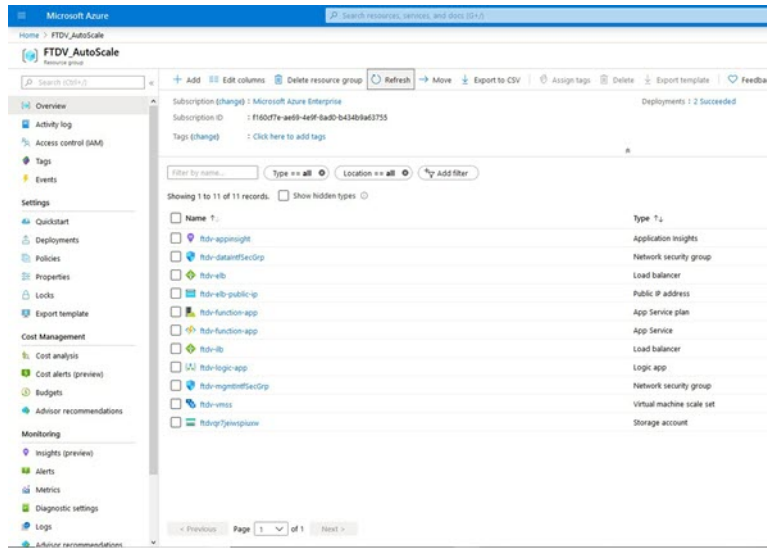 Microsoft Azure
Search resources, services, and docs (G+/)
Home > FTDV_AutoScale
FTDV_AutoScale
Resource group
Search (Ctrl+/)
Add Edit columns Delete resource group Refresh Move Export to CSV Assign tags Delete Export template Feedba
Overview
Activity log
Access control (IAM)
Tags
Events
Settings
Quickstart
Deployments
Policies
Properties
Locks
Export template
Cost Management
Cost analysis
Cost alerts (preview)
Budgets
Advisor recommendations
Monitoring
Insights (preview)
Alerts
Metrics
Diagnostic settings
Logs
Advisor recommendations
Subscription (change) : Microsoft Azure Enterprise
Deployments : 2 Succeeded
Subscription ID : f160cf7e-ae69-4e9f-8ad0-b434b9a63755
Tags (change) : Click here to add tags
Filter by name... Type == all Location == all Add filter
Showing 1 to 11 of 11 records. Show hidden types
Name Type
ftdv-appinsight Application Insights
ftdv-dataintfSecGrp Network security group
ftdv-elb Load balancer
ftdv-elb-public-ip Public IP address
ftdv-function-app App Service plan
ftdv-function-app App Service
ftdv-ilb Load balancer
ftdv-logic-app Logic app
ftdv-mgmtintfSecGrp Network security group
ftdv-vmss Virtual machine scale set
ftdvqr7jeiwspiuxw Storage account
< Previous Page 1 of 1 Next >